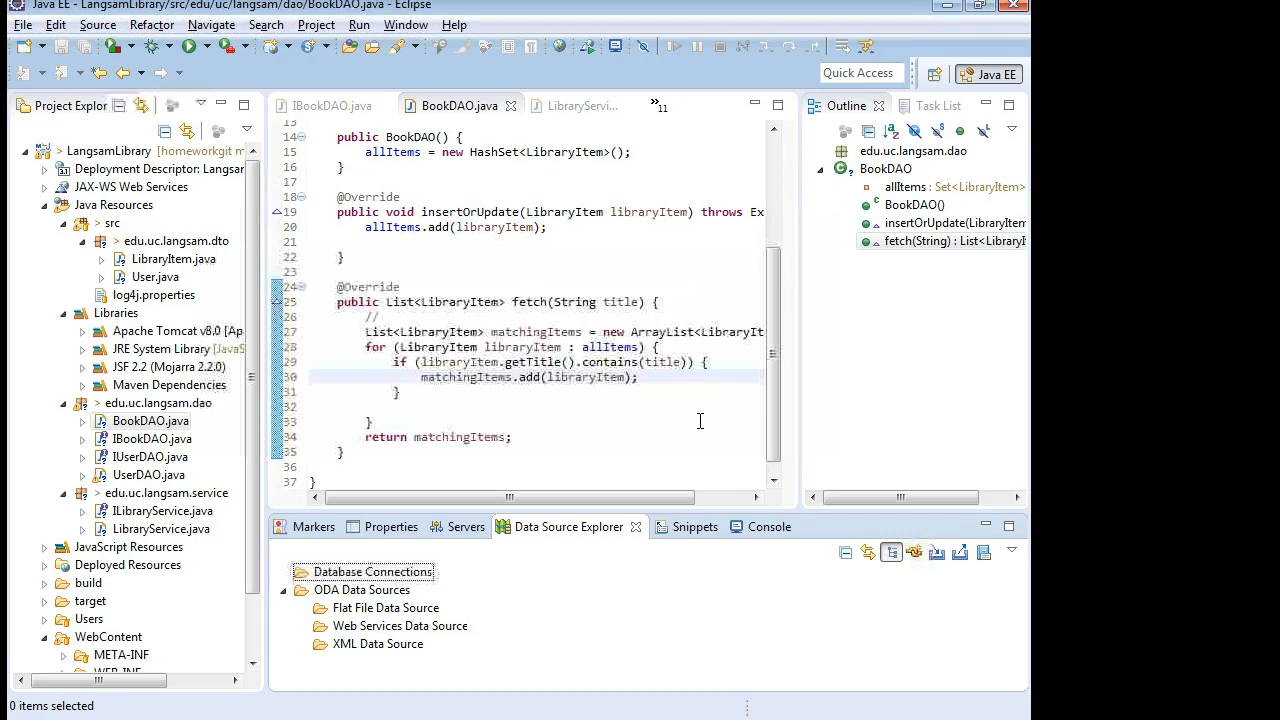 Java EE - LangsamLibrary/src/edu/uc/langsam/dao/BookDAO.java - Eclipse
File Edit Source Refactor Navigate Search Project Run Window Help
Quick Access
Java EE
Project Explor
LangsamLibrary [homeworkgit m
Deployment Descriptor: Langsar
JAX-WS Web Services
Java Resources
> src
> edu.uc.langsam.dto
LibraryItem.java
User.java
log4j.properties
Libraries
Apache Tomcat v8.0 [Ap
JRE System Library [JavaS
JSF 2.2 (Mojarra 2.2.0)
Maven Dependencies
> edu.uc.langsam.dao
BookDAO.java
IBookDAO.java
IUserDAO.java
UserDAO.java
> edu.uc.langsam.service
ILibraryService.java
LibraryService.java
JavaScript Resources
Deployed Resources
build
target
Users
WebContent
META-INF
WEB-INF
IBookDAO.java BookDAO.java LibraryServi... »11
13
14 public BookDAO() {
15 allItems = new HashSet<LibraryItem>();
16 }
17
18 @Override
19 public void insertOrUpdate(LibraryItem libraryItem) throws Ex
20 allItems.add(libraryItem);
21
22 }
23
24 @Override
25 public List<LibraryItem> fetch(String title) {
26 //
27 List<LibraryItem> matchingItems = new ArrayList<LibraryIt
28 for (LibraryItem libraryItem : allItems) {
29 if (libraryItem.getTitle().contains(title)) {
30 matchingItems.add(libraryItem);
31 }
32
33 }
34 return matchingItems;
35 }
36
37 }
Outline Task List
edu.uc.langsam.dao
BookDAO
allItems : Set<LibraryItem>
BookDAO()
insertOrUpdate(LibraryItem
fetch(String) : List<LibraryI
Markers Properties Servers Data Source Explorer Snippets Console
Database Connections
ODA Data Sources
Flat File Data Source
Web Services Data Source
XML Data Source
0 items selected